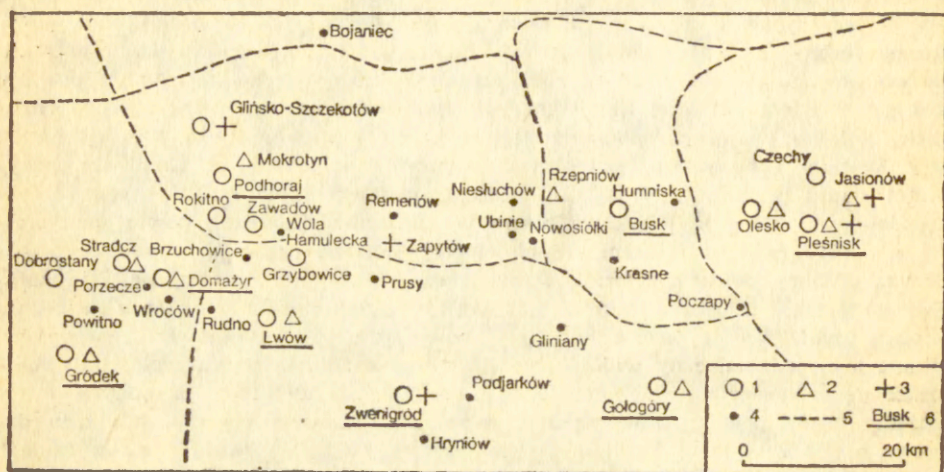 Bojaniec
Glińsko-Szczekotów
Mokrotyn
Podhoraj
Rokitno
Zawadów
Wola
Hamulecka
Remenów
Niesłuchów
Rzępniów
Humniska
Czechy
Jasionów
Olesko
Pleśnisk
Ubinie
Nowosiółki
Busk
Stradcz
Brzuchowice
Zapytów
Dobrostany
Porzecze
Domażyr
Grzybowice
Prusy
Krasne
Powitno
Wroców
Rudno
Lwów
Poczapy
Gliniany
Gródek
Zwenigród
Podjarków
Gołogóry
Hryniów
1 2 3
4 5 Busk 6
0 20 km